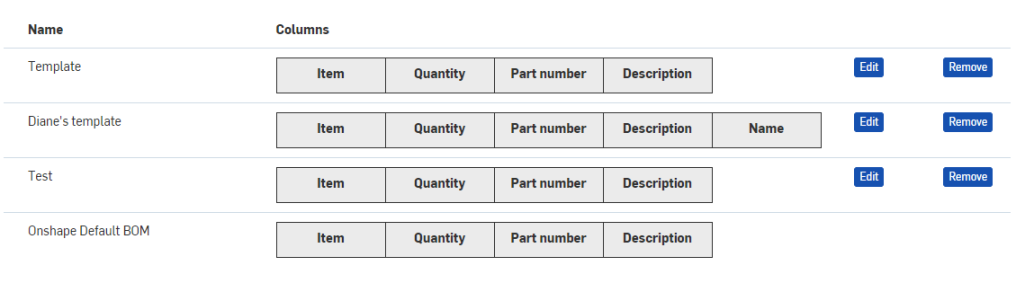 Name Columns
Template Item Quantity Part number Description Edit Remove
Diane's template Item Quantity Part number Description Name Edit Remove
Test Item Quantity Part number Description Edit Remove
Onshape Default BOM Item Quantity Part number Description